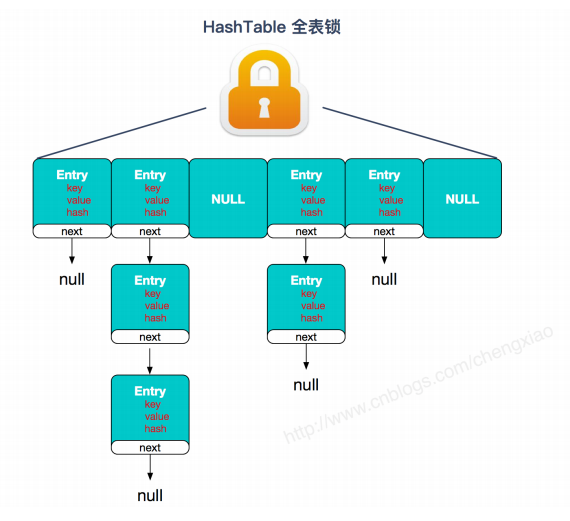 HashTable 全表锁
Entry
key
value
hash
next
Entry
key
value
hash
next
NULL
Entry
key
value
hash
next
Entry
key
value
hash
next
NULL
null
Entry
key
value
hash
next
Entry
key
value
hash
next
null
null
Entry
key
value
hash
next
null
http://www.cnblogs.com/chengxiao